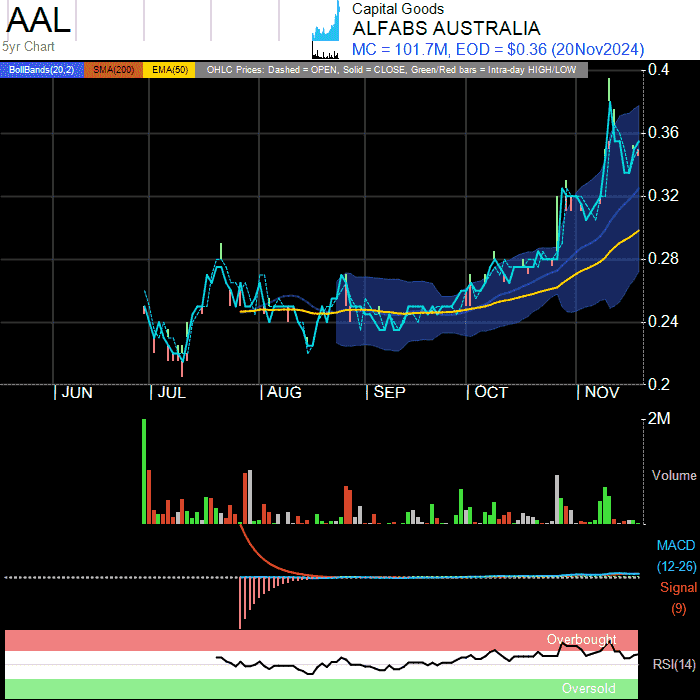 AAL
5yr Chart
Capital Goods
ALFABS AUSTRALIA
MC = 101.7M, EOD = $0.36 (20Nov2024)
BollBands(20,2) SMA(200) EMA(50) OHLC Prices: Dashed = OPEN, Solid = CLOSE, Green/Red bars = Intra-day HIGH/LOW
0.4
0.36
0.32
0.28
0.24
0.2
JUN JUL AUG SEP OCT NOV
2M
Volume
MACD
(12-26)
Signal
(9)
Overbought
RSI(14)
Oversold